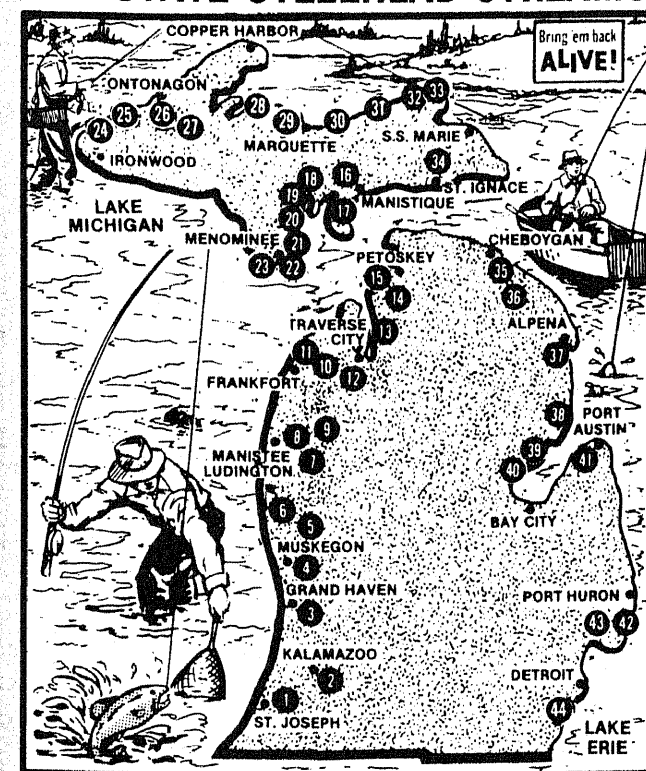 STATE STEELHEAD STREAMS
Bring em back
ALIVE!
COPPER HARBOR
ONTONAGON
24
25
26
27
28
29
30
31
32
33
MARQUETTE
S.S. MARIE
IRONWOOD
34
ST. IGNACE
18
16
19
17
MANISTIQUE
20
LAKE
MICHIGAN
MENOMINEE
21
23
22
CHEBOYGAN
PETOSKEY
15
14
35
36
TRAVERSE
CITY
13
ALPENA
37
11
10
12
FRANKFORT
8
9
7
MANISTEE
LUDINGTON
38
PORT
AUSTIN
39
40
41
BAY CITY
6
5
MUSKEGON
4
GRAND HAVEN
3
PORT HURON
43
42
KALAMAZOO
2
1
ST. JOSEPH
DETROIT
44
LAKE
ERIE